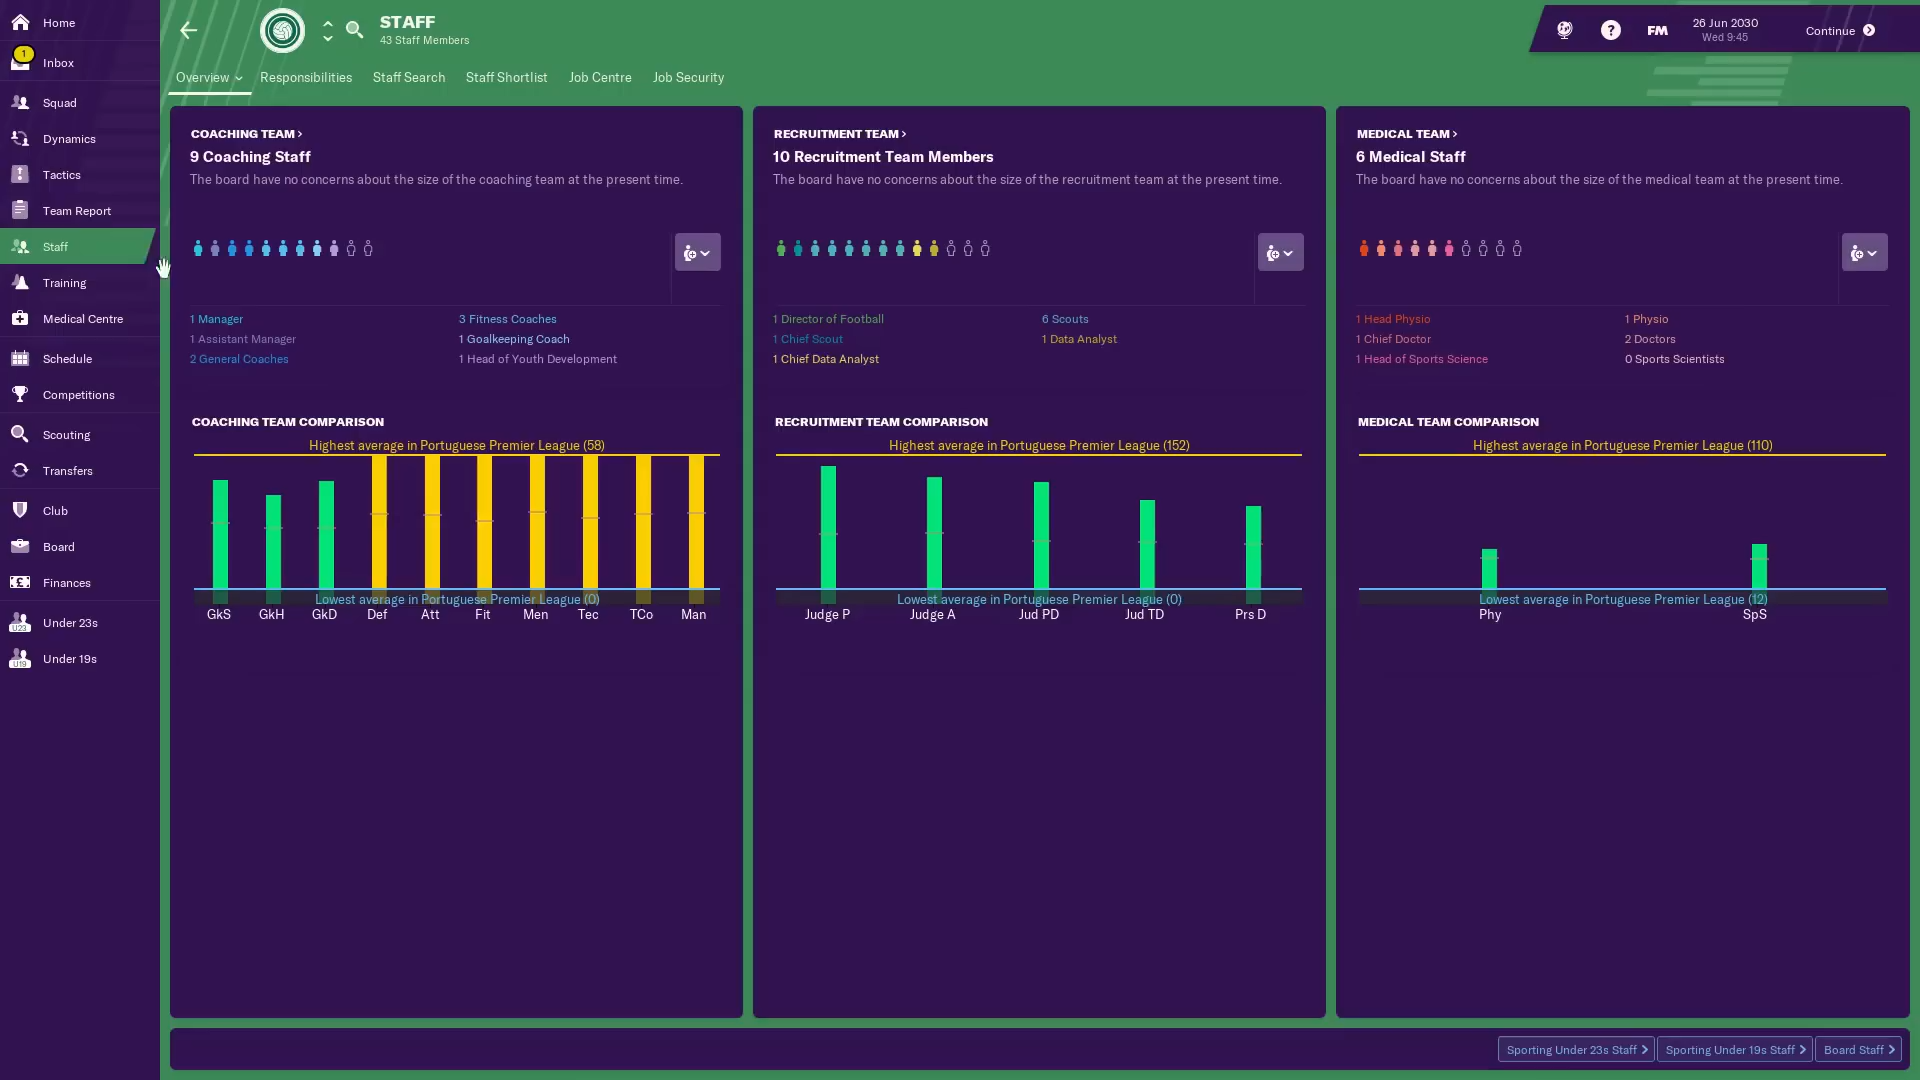 Home
1
Inbox
Squad
Dynamics
Tactics
Team Report
Staff
Training
Medical Centre
Schedule
Competitions
Scouting
Transfers
Club
Board
Finances
U23
Under 23s
U19
Under 19s
STAFF
43 Staff Members
?
FM
26 Jun 2030
Wed 9:45
Continue
Overview
Responsibilities
Staff Search
Staff Shortlist
Job Centre
Job Security
COACHING TEAM
9 Coaching Staff
The board have no concerns about the size of the coaching team at the present time.
1 Manager
1 Assistant Manager
2 General Coaches
3 Fitness Coaches
1 Goalkeeping Coach
1 Head of Youth Development
COACHING TEAM COMPARISON
Highest average in Portuguese Premier League (58)
Lowest average in Portuguese Premier League (0)
GkS GkH GkD Def Att Fit Men Tec TCo Man
RECRUITMENT TEAM
10 Recruitment Team Members
The board have no concerns about the size of the recruitment team at the present time.
1 Director of Football
1 Chief Scout
1 Chief Data Analyst
6 Scouts
1 Data Analyst
RECRUITMENT TEAM COMPARISON
Highest average in Portuguese Premier League (152)
Lowest average in Portuguese Premier League (0)
Judge P Judge A Jud PD Jud TD Prs D
MEDICAL TEAM
6 Medical Staff
The board have no concerns about the size of the medical team at the present time.
1 Head Physio
1 Chief Doctor
1 Head of Sports Science
1 Physio
2 Doctors
0 Sports Scientists
MEDICAL TEAM COMPARISON
Highest average in Portuguese Premier League (110)
Lowest average in Portuguese Premier League (12)
Phy SpS
Sporting Under 23s Staff
Sporting Under 19s Staff
Board Staff